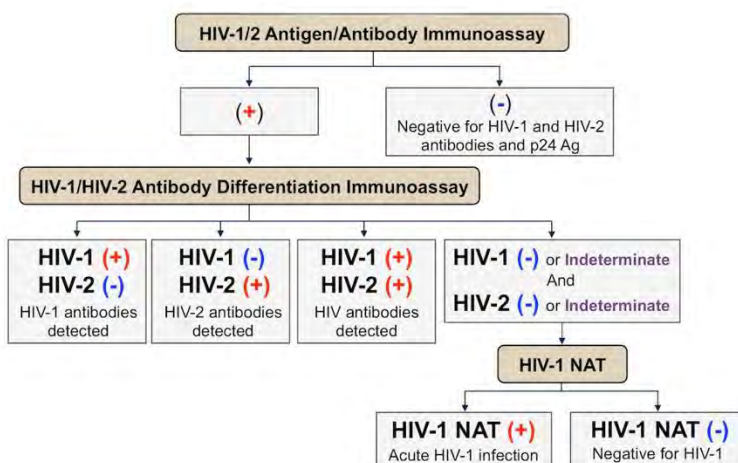 HIV-1/2 Antigen/Antibody Immunoassay
(+)
(-)
Negative for HIV-1 and HIV-2
antibodies and p24 Ag
HIV-1/HIV-2 Antibody Differentiation Immunoassay
HIV-1 (+)
HIV-2 (-)
HIV-1 antibodies
detected
HIV-1 (-)
HIV-2 (+)
HIV-2 antibodies
detected
HIV-1 (+)
HIV-2 (+)
HIV antibodies
detected
HIV-1 (-) or Indeterminate
And
HIV-2 (-) or Indeterminate
HIV-1 NAT
HIV-1 NAT (+)
Acute HIV-1 infection
HIV-1 NAT (-)
Negative for HIV-1